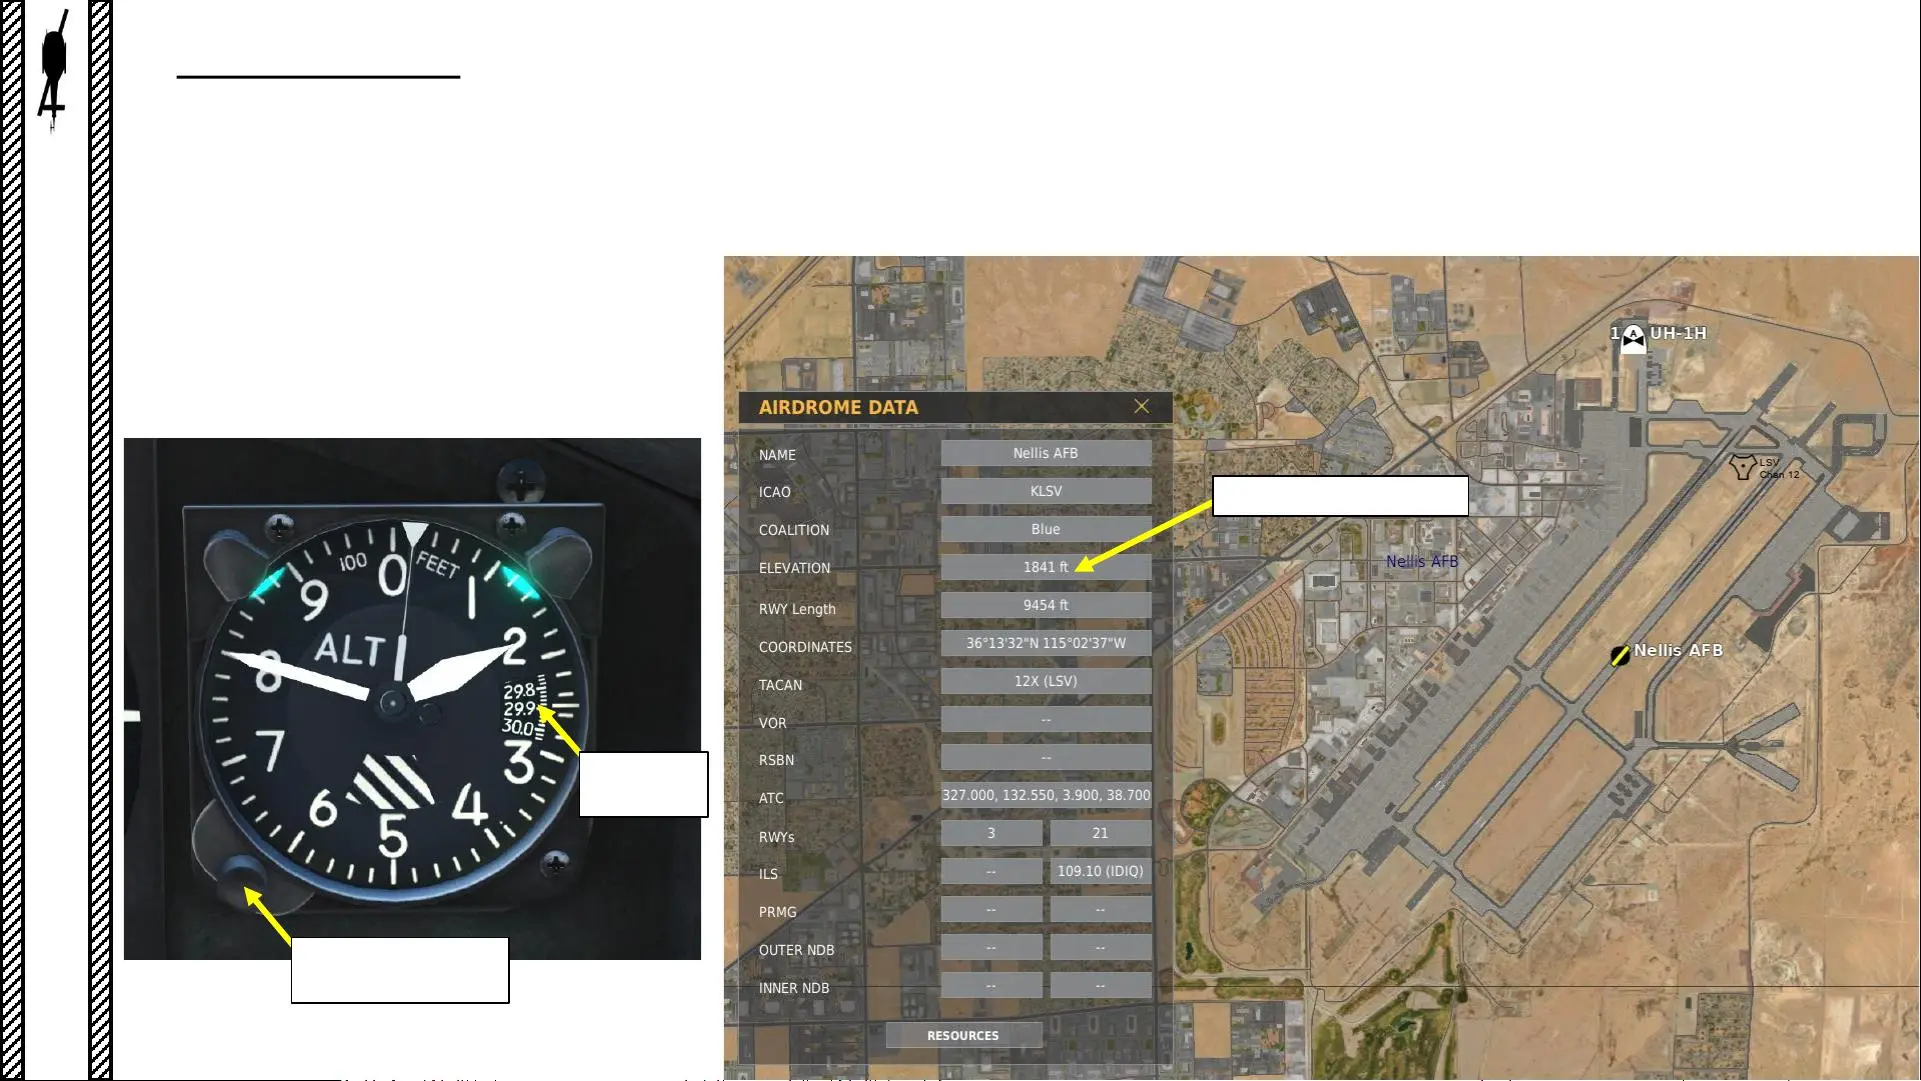 100
FEET
0
1
2
3
4
5
6
7
8
9
ALT
29.8
29.9
30.0
AIRDROME DATA
NAME Nellis AFB
ICAO KLSV
COALITION Blue
ELEVATION 1841 ft
RWY Length 9454 ft
COORDINATES 36°13'32"N 115°02'37"W
TACAN 12X (LSV)
VOR --
RSBN --
ATC 327.000, 132.550, 3.900, 38.700
RWYs 3 21
ILS -- 109.10 (IDIQ)
PRMG -- --
OUTER NDB -- --
INNER NDB -- --
RESOURCES
1 A UH-1H
LSV
Chan 12
Nellis AFB
Nellis AFB